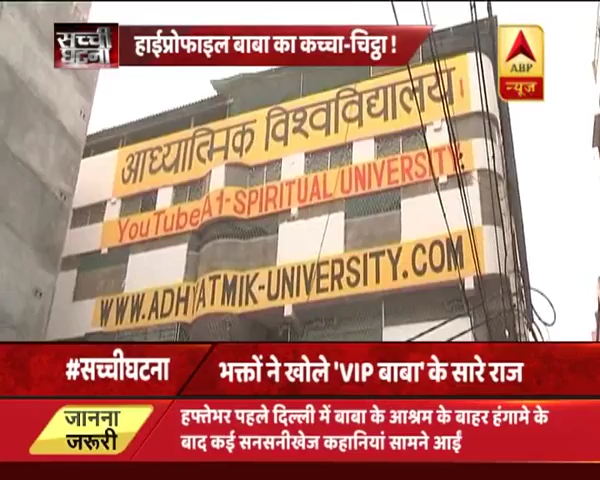 सच्ची
घटना
हाईप्रोफाइल बाबा का कच्चा-चिट्ठा !
ABP
न्यूज़
आध्यात्मिक विश्वविद्यालय
YouTube A1-SPIRITUAL UNIVERSITY
WWW.ADHYATMIK-UNIVERSITY.COM
#सच्चीघटना
भक्तों ने खोले 'VIP बाबा' के सारे राज
जानना
जरूरी
हफ्तेभर पहले दिल्ली में बाबा के आश्रम के बाहर हंगामे के
बाद कई सनसनीखेज कहानियां सामने आईं